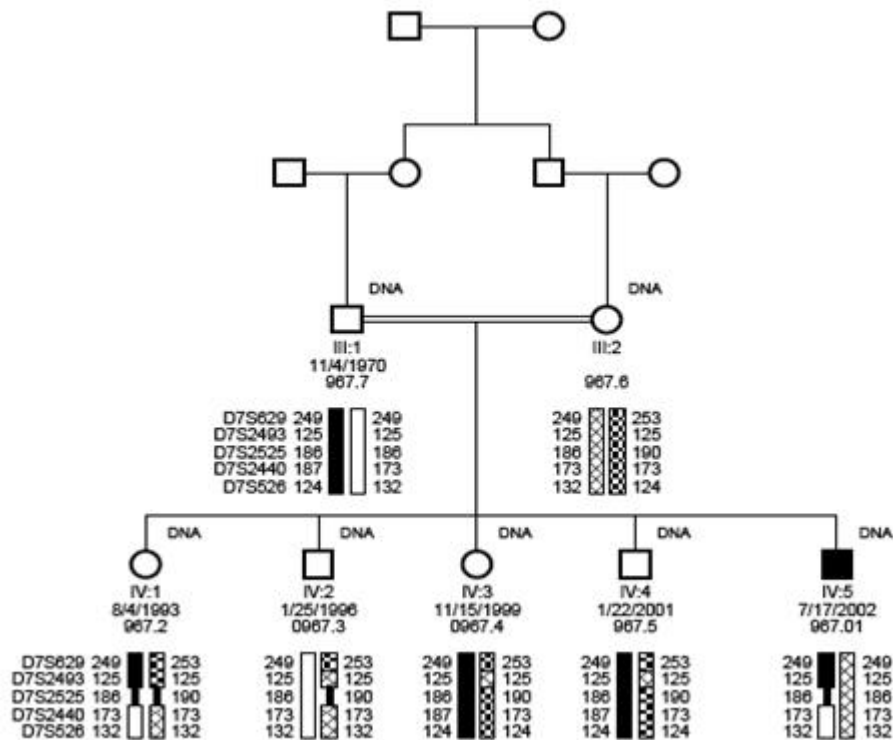 DNA DNA
III:1 III:2
11/4/1970
967.7 967.6
D7S629 249 249 249 253
D7S2493 125 125 125 125
D7S2525 186 186 186 190
D7S2440 187 173 173 173
D7S526 124 132 132 124
DNA DNA DNA DNA DNA
IV:1 IV:2 IV:3 IV:4 IV:5
8/4/1993 1/25/1996 11/15/1999 1/22/2001 7/17/2002
967.2 0967.3 0967.4 967.5 967.01
D7S629 249 253 249 253 249 253 249 253 249 249
D7S2493 125 125 125 125 125 125 125 125 125 125
D7S2525 186 190 186 190 186 190 186 190 186 186
D7S2440 173 173 173 173 187 173 187 173 173 173
D7S526 132 132 132 132 124 124 124 124 132 132